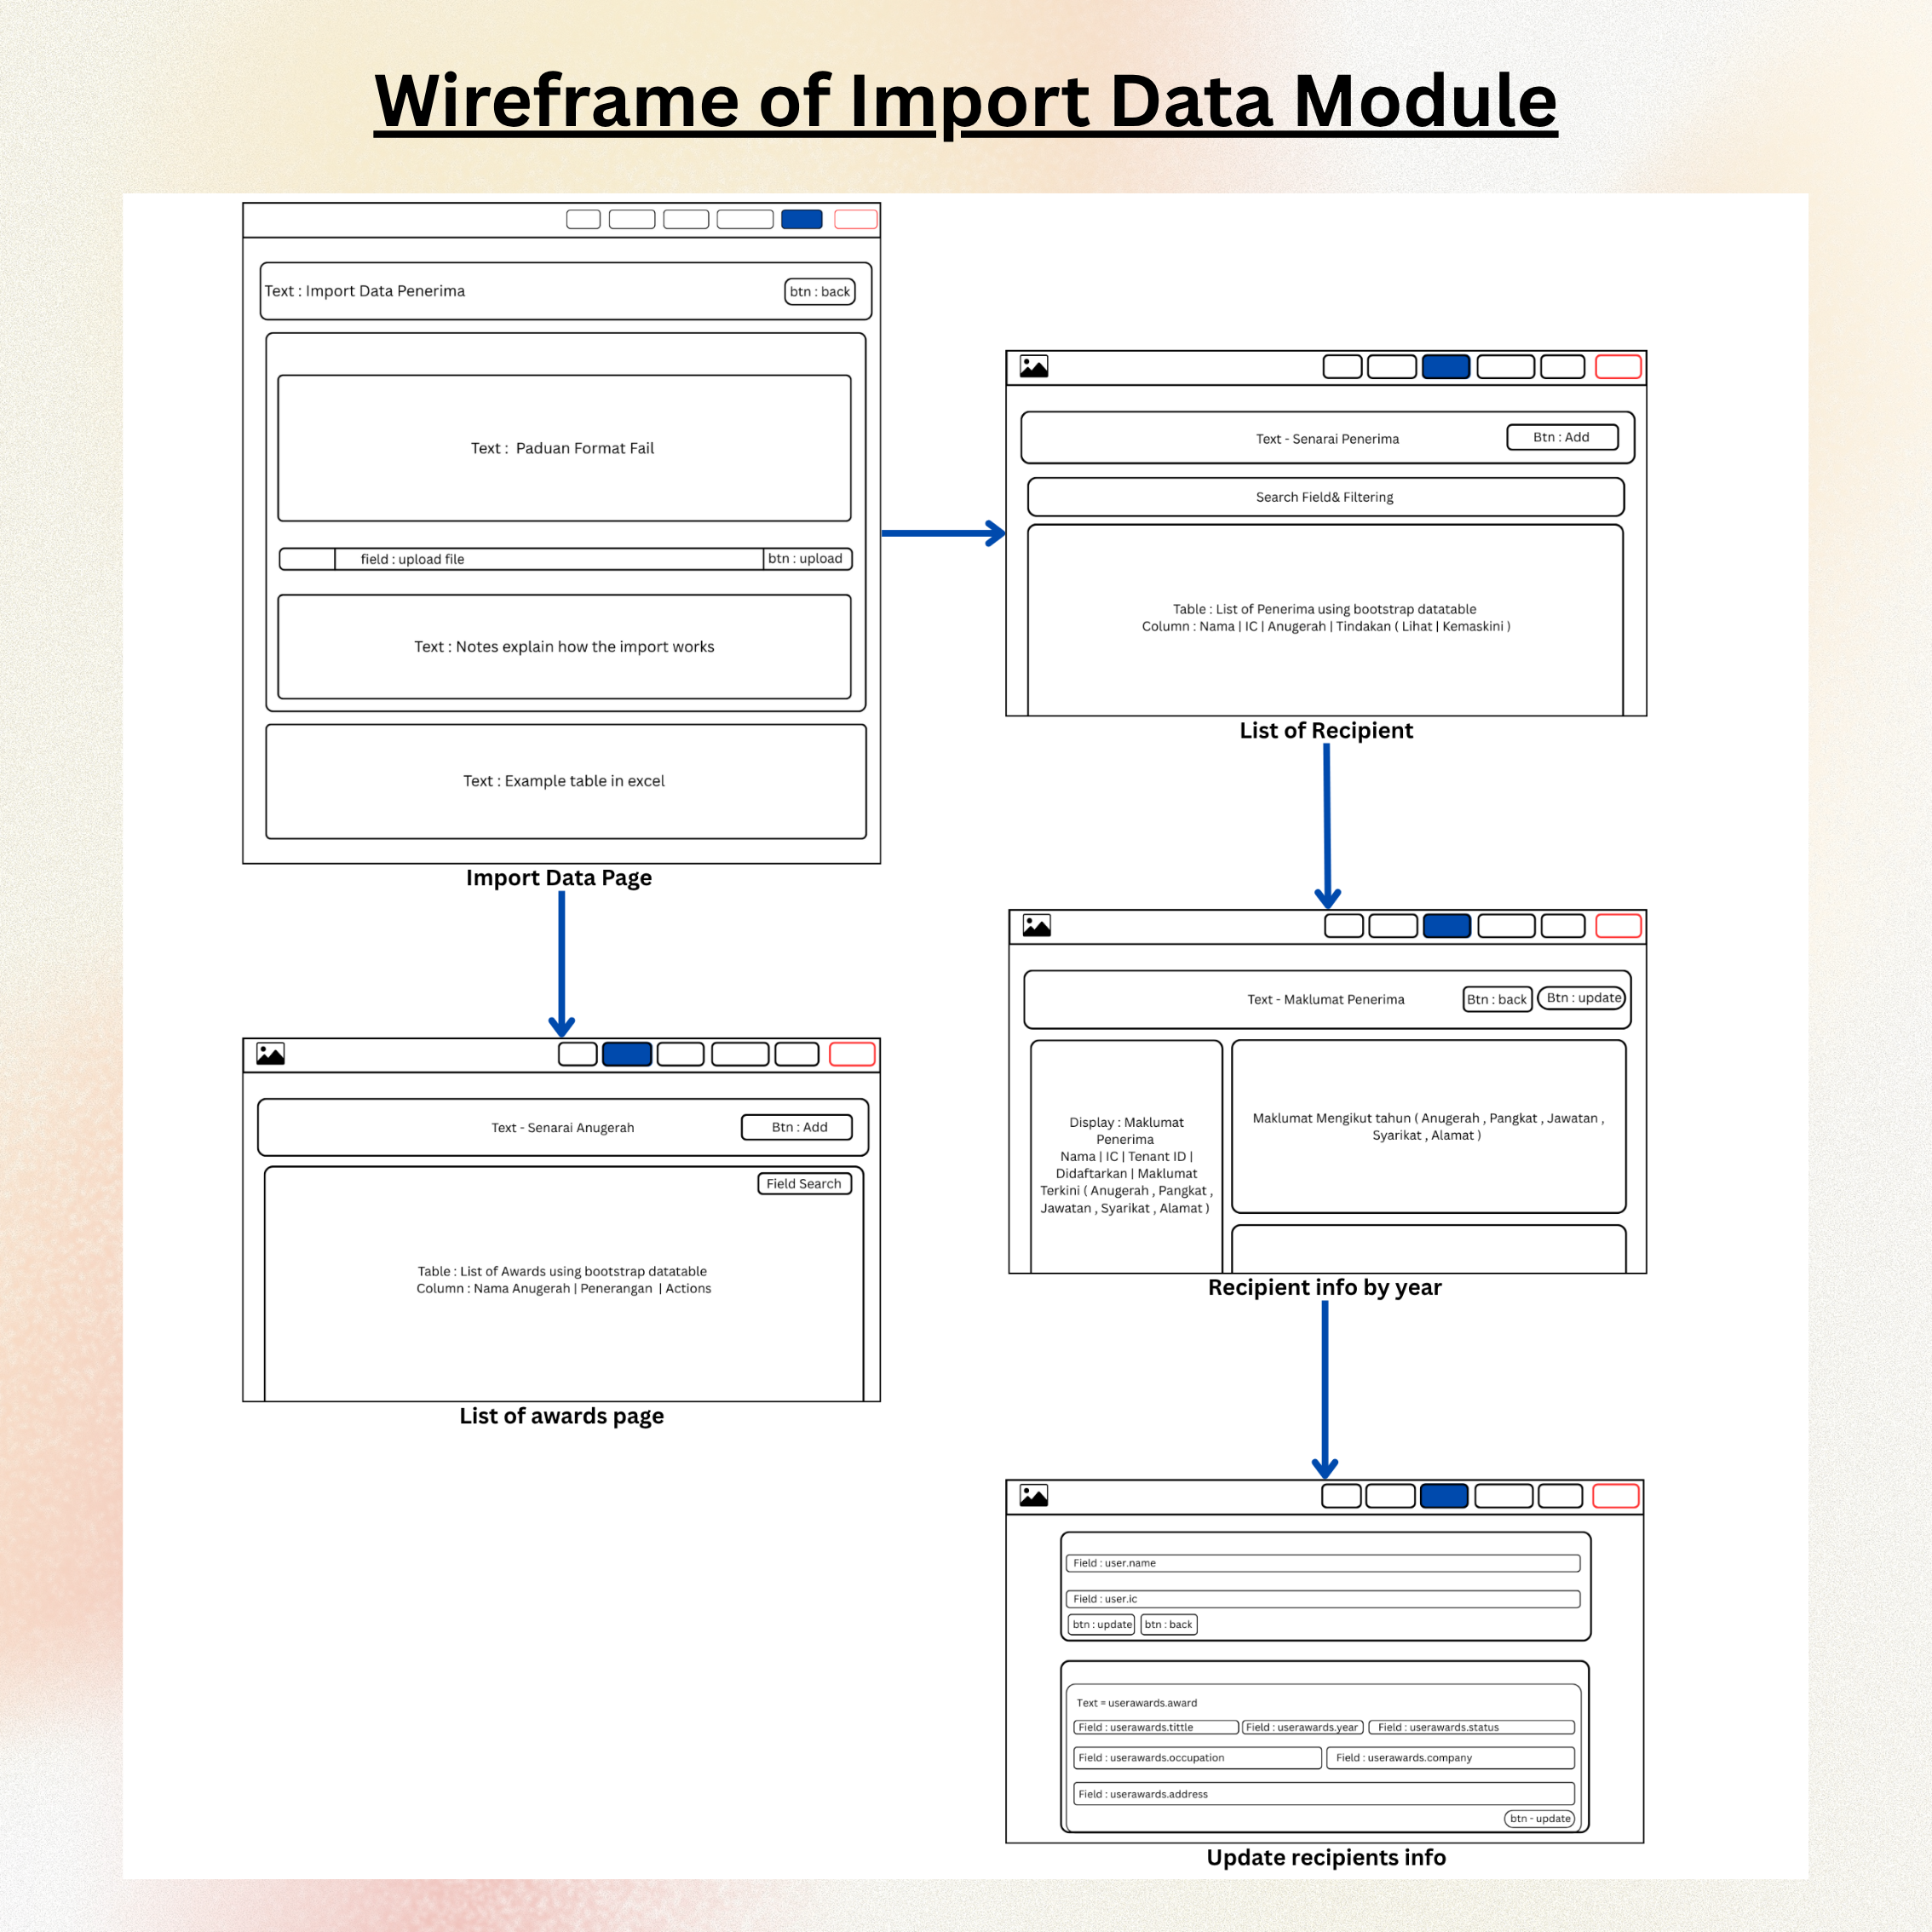 Wireframe of Import Data Module
Text : Import Data Penerima
btn : back
Text :  Paduan Format Fail
field : upload file
btn : upload
Text : Notes explain how the import works
Text : Example table in excel
Import Data Page
Text - Senarai Penerima
Btn : Add
Search Field& Filtering
Table : List of Penerima using bootstrap datatable
Column : Nama | IC | Anugerah | Tindakan ( Lihat | Kemaskini )
List of Recipient
Text - Maklumat Penerima
Btn : back
Btn : update
Display : Maklumat
Penerima
Nama | IC | Tenant ID |
Didaftarkan | Maklumat
Terkini ( Anugerah , Pangkat ,
Jawatan , Syarikat , Alamat )
Maklumat Mengikut tahun ( Anugerah , Pangkat , Jawatan ,
Syarikat , Alamat )
Recipient info by year
Text - Senarai Anugerah
Btn : Add
Field Search
Table : List of Awards using bootstrap datatable
Column : Nama Anugerah | Penerangan  | Actions
List of awards page
Field : user.name
Field : user.ic
btn : update
btn : back
Text = userawards.award
Field : userawards.tittle
Field : userawards.year
Field : userawards.status
Field : userawards.occupation
Field : userawards.company
Field : userawards.address
btn - update
Update recipients info